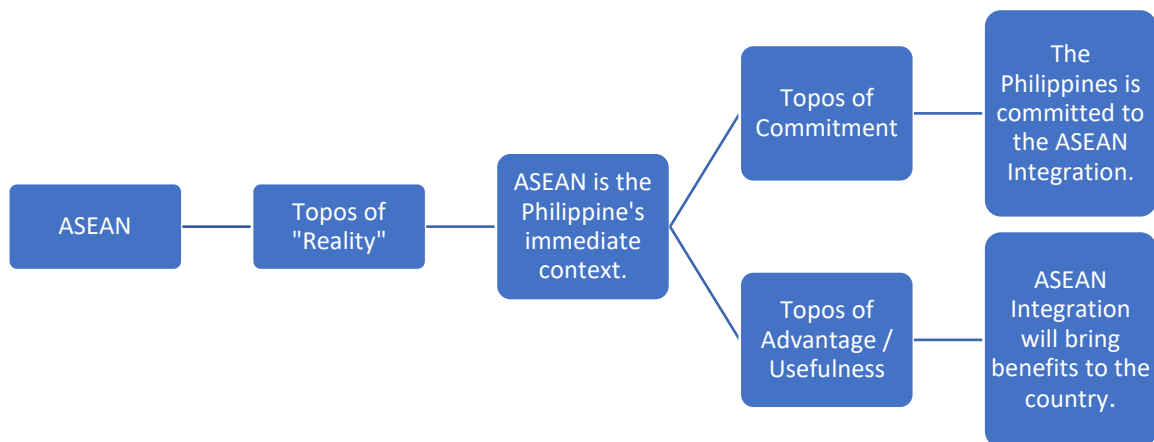 ASEAN
Topos of
"Reality"
ASEAN is the
Philippine's
immediate
context.
Topos of
Commitment
The
Philippines is
committed to
the ASEAN
Integration.
Topos of
Advantage /
Usefulness
ASEAN
Integration
will bring
benefits to the
country.